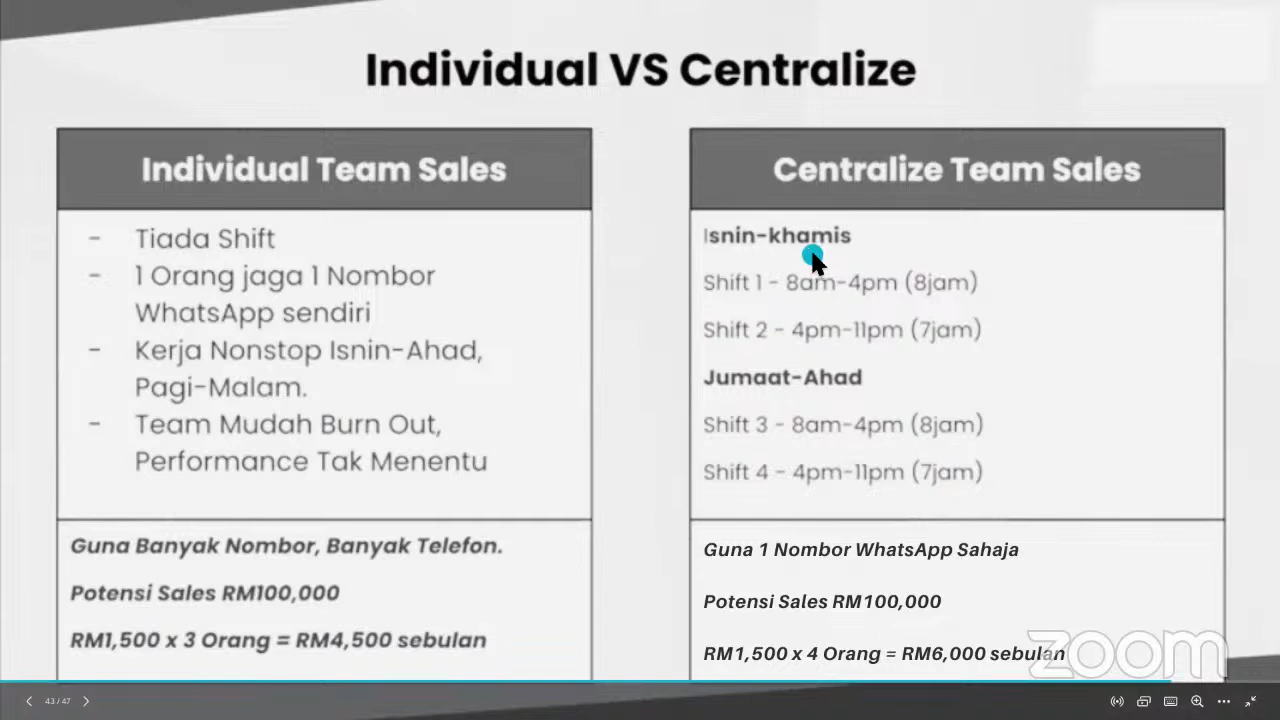 Individual VS Centralize
Individual Team Sales
- Tiada Shift
- 1 Orang jaga 1 Nombor
WhatsApp sendiri
- Kerja Nonstop Isnin-Ahad,
Pagi-Malam.
- Team Mudah Burn Out,
Performance Tak Menentu
Guna Banyak Nombor, Banyak Telefon.
Potensi Sales RM100,000
RM1,500 x 3 Orang = RM4,500 sebulan
Centralize Team Sales
Isnin-khamis
Shift 1 - 8am-4pm (8jam)
Shift 2 - 4pm-11pm (7jam)
Jumaat-Ahad
Shift 3 - 8am-4pm (8jam)
Shift 4 - 4pm-11pm (7jam)
Guna 1 Nombor WhatsApp Sahaja
Potensi Sales RM100,000
RM1,500 x 4 Orang = RM6,000 sebulan
zoom
43 / 47